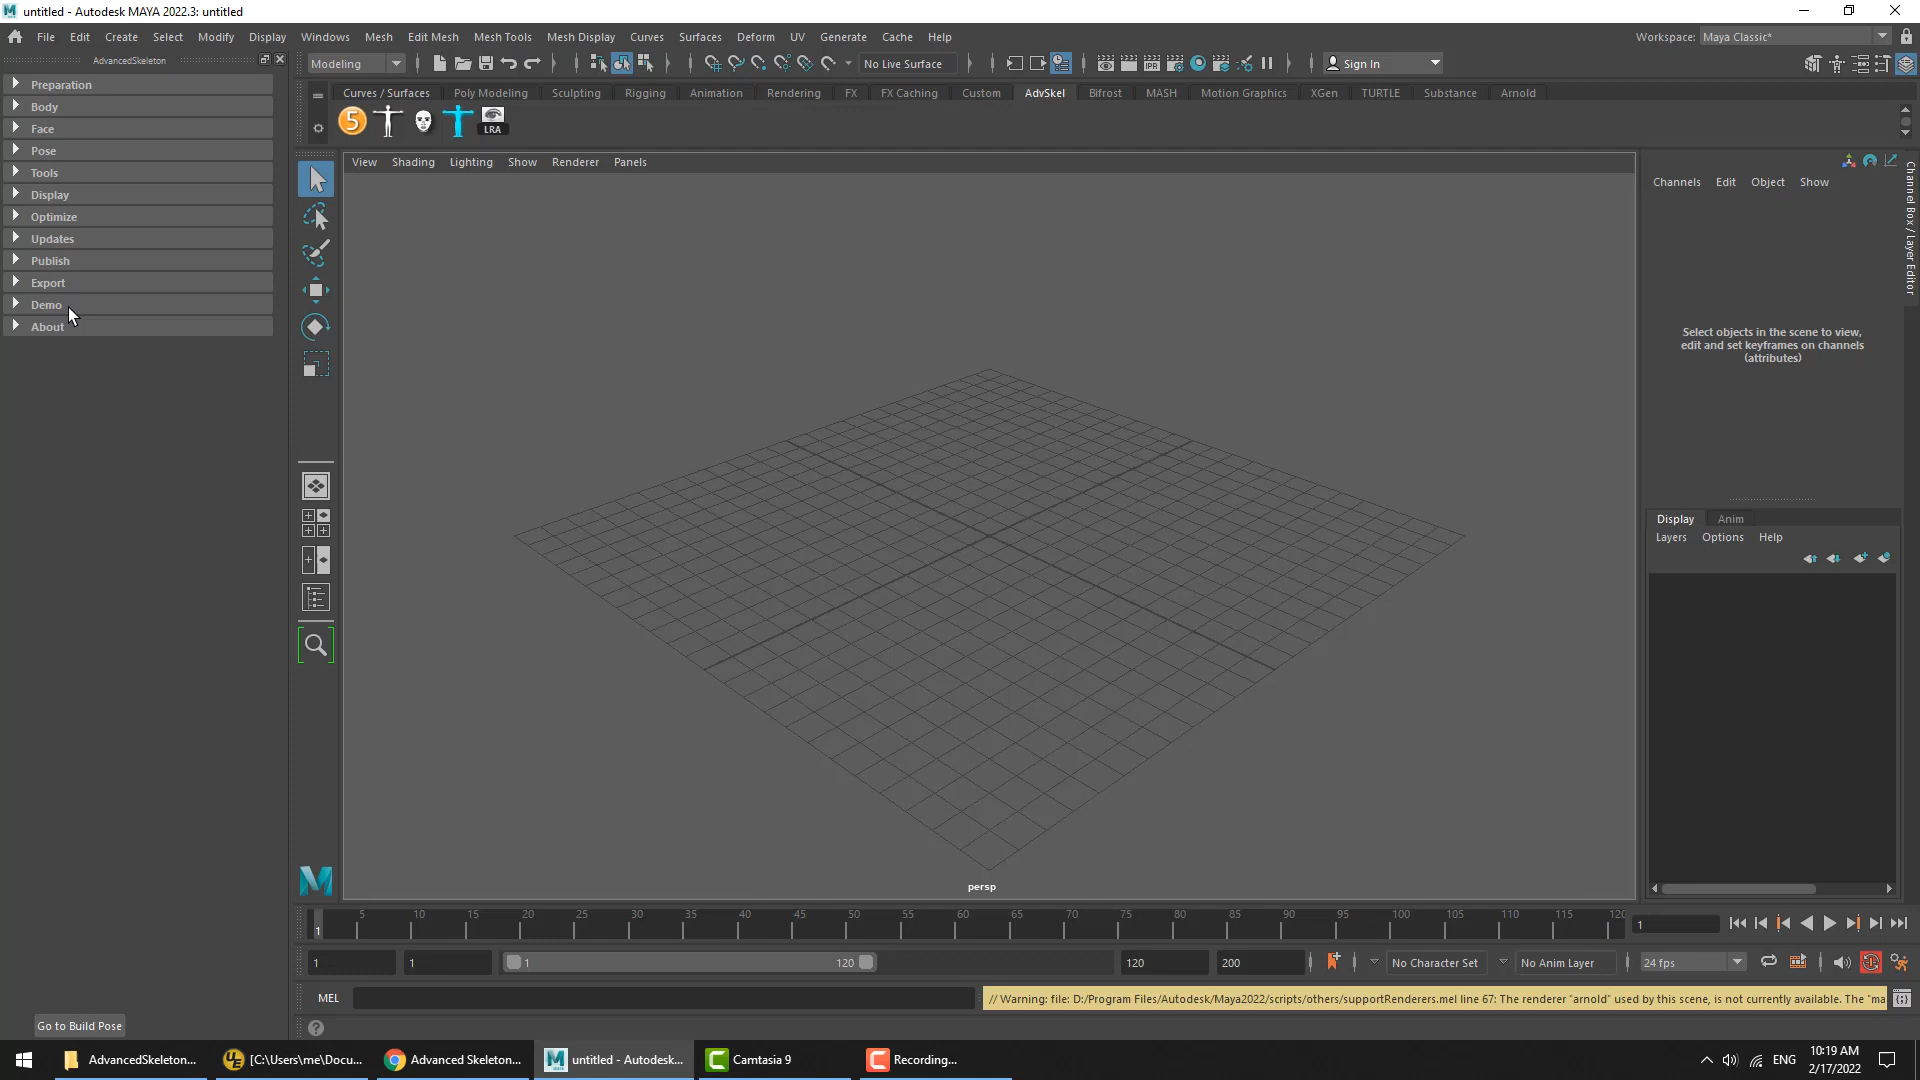 untitled - Autodesk MAYA 2022.3: untitled
File Edit Create Select Modify Display Windows Mesh Edit Mesh Mesh Tools Mesh Display Curves Surfaces Deform UV Generate Cache Help
Workspace: Maya Classic*
AdvancedSkeleton
Modeling
No Live Surface
Sign In
Curves / Surfaces Poly Modeling Sculpting Rigging Animation Rendering FX FX Caching Custom AdvSkel Bifrost MASH Motion Graphics XGen TURTLE Substance Arnold
5
LRA
IPR
Preparation
Body
Face
Pose
Tools
Display
Optimize
Updates
Publish
Export
Demo
About
View Shading Lighting Show Renderer Panels
Channels Edit Object Show
Channel Box / Layer Editor
Select objects in the scene to view,
edit and set keyframes on channels
(attributes)
Display Anim
Layers Options Help
persp
5 10 15 20 25 30 35 40 45 50 55 60 65 70 75 80 85 90 95 100 105 110 115 120
1
1
1
1
1
120
120
200
No Character Set
No Anim Layer
24 fps
MEL
// Warning: file: D:/Program Files/Autodesk/Maya2022/scripts/others/supportRenderers.mel line 67: The renderer "arnold" used by this scene, is not currently available. The "ma
Go to Build Pose
AdvancedSkeleton...
[C:\Users\me\Docu...
Advanced Skeleton...
untitled - Autodesk...
Camtasia 9
Recording...
ENG
10:19 AM
2/17/2022